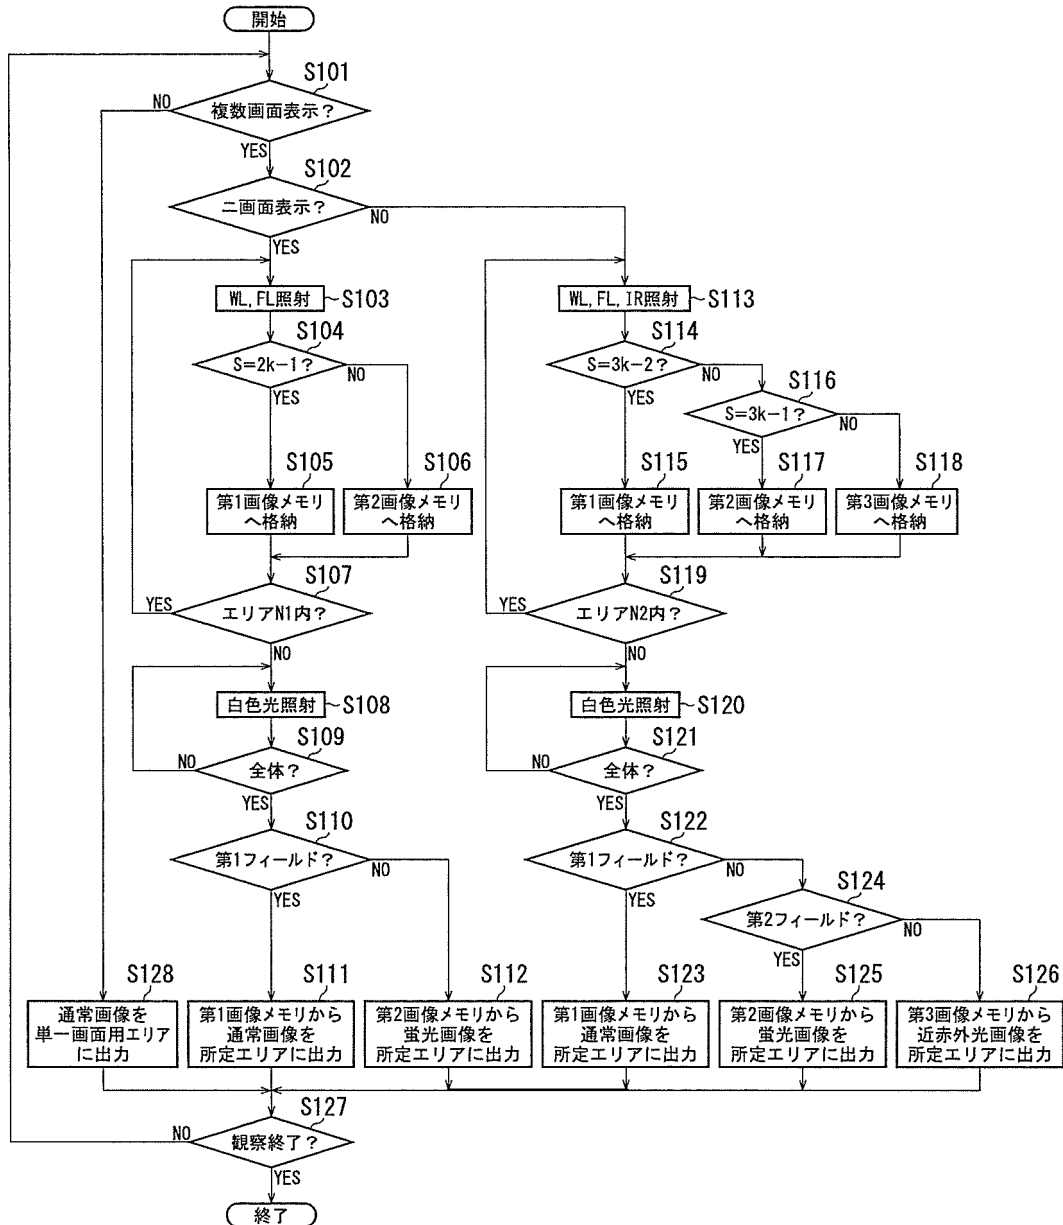 開始
S101
複数画面表示？
NO
YES
S102
二画面表示？
NO
YES
WL,FL照射
S103
WL,FL,IR照射
S113
S104
S=2k-1？
NO
YES
S114
S=3k-2？
NO
YES
S116
S=3k-1？
NO
YES
S105
第1画像メモリ
へ格納
S106
第2画像メモリ
へ格納
S115
第1画像メモリ
へ格納
S117
第2画像メモリ
へ格納
S118
第3画像メモリ
へ格納
S107
エリアN1内？
YES
NO
S119
エリアN2内？
YES
NO
白色光照射
S108
白色光照射
S120
S109
全体？
NO
YES
S121
全体？
NO
YES
S110
第1フィールド？
NO
YES
S122
第1フィールド？
NO
YES
S124
第2フィールド？
NO
YES
S128
通常画像を
単一画面用エリア
に出力
S111
第1画像メモリから
通常画像を
所定エリアに出力
S112
第2画像メモリから
蛍光画像を
所定エリアに出力
S123
第1画像メモリから
通常画像を
所定エリアに出力
S125
第2画像メモリから
蛍光画像を
所定エリアに出力
S126
第3画像メモリから
近赤外光画像を
所定エリアに出力
S127
観察終了？
NO
YES
終了